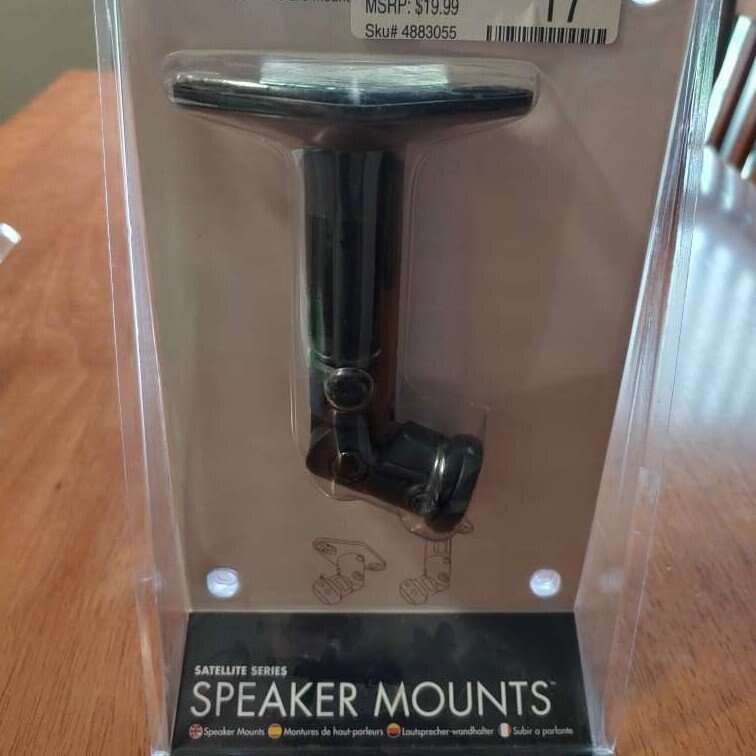 MSRP: $19.99
17
Sku# 4883055
SATELLITE SERIES
SPEAKER MOUNTS™
Speaker Mounts Montures de haut-parleurs Lautsprecher-wandhalter Subir a parlante